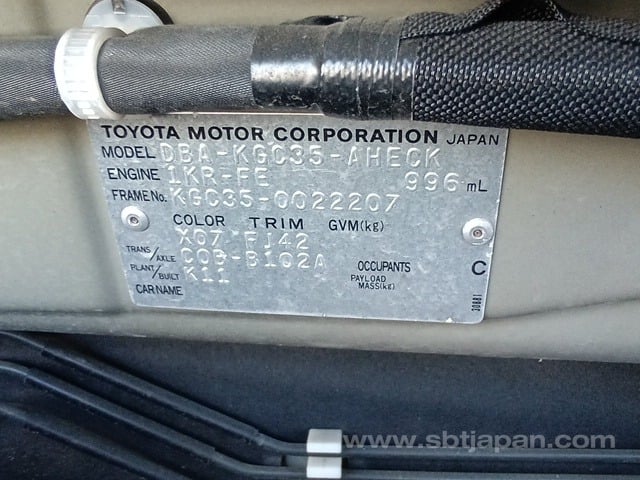 TOYOTA MOTOR CORPORATION JAPAN
MODEL DBA-KGC35-AHECK
ENGINE 1KR-FE 996 mL
FRAME No. KGC35-0022207
COLOR TRIM GVM(kg)
X07 FJ42
TRANS/AXLE C0B-B102A OCCUPANTS C
PLANT/BUILT K11 PAYLOAD MASS(kg)
CAR NAME
30881
www.sbtjapan.com